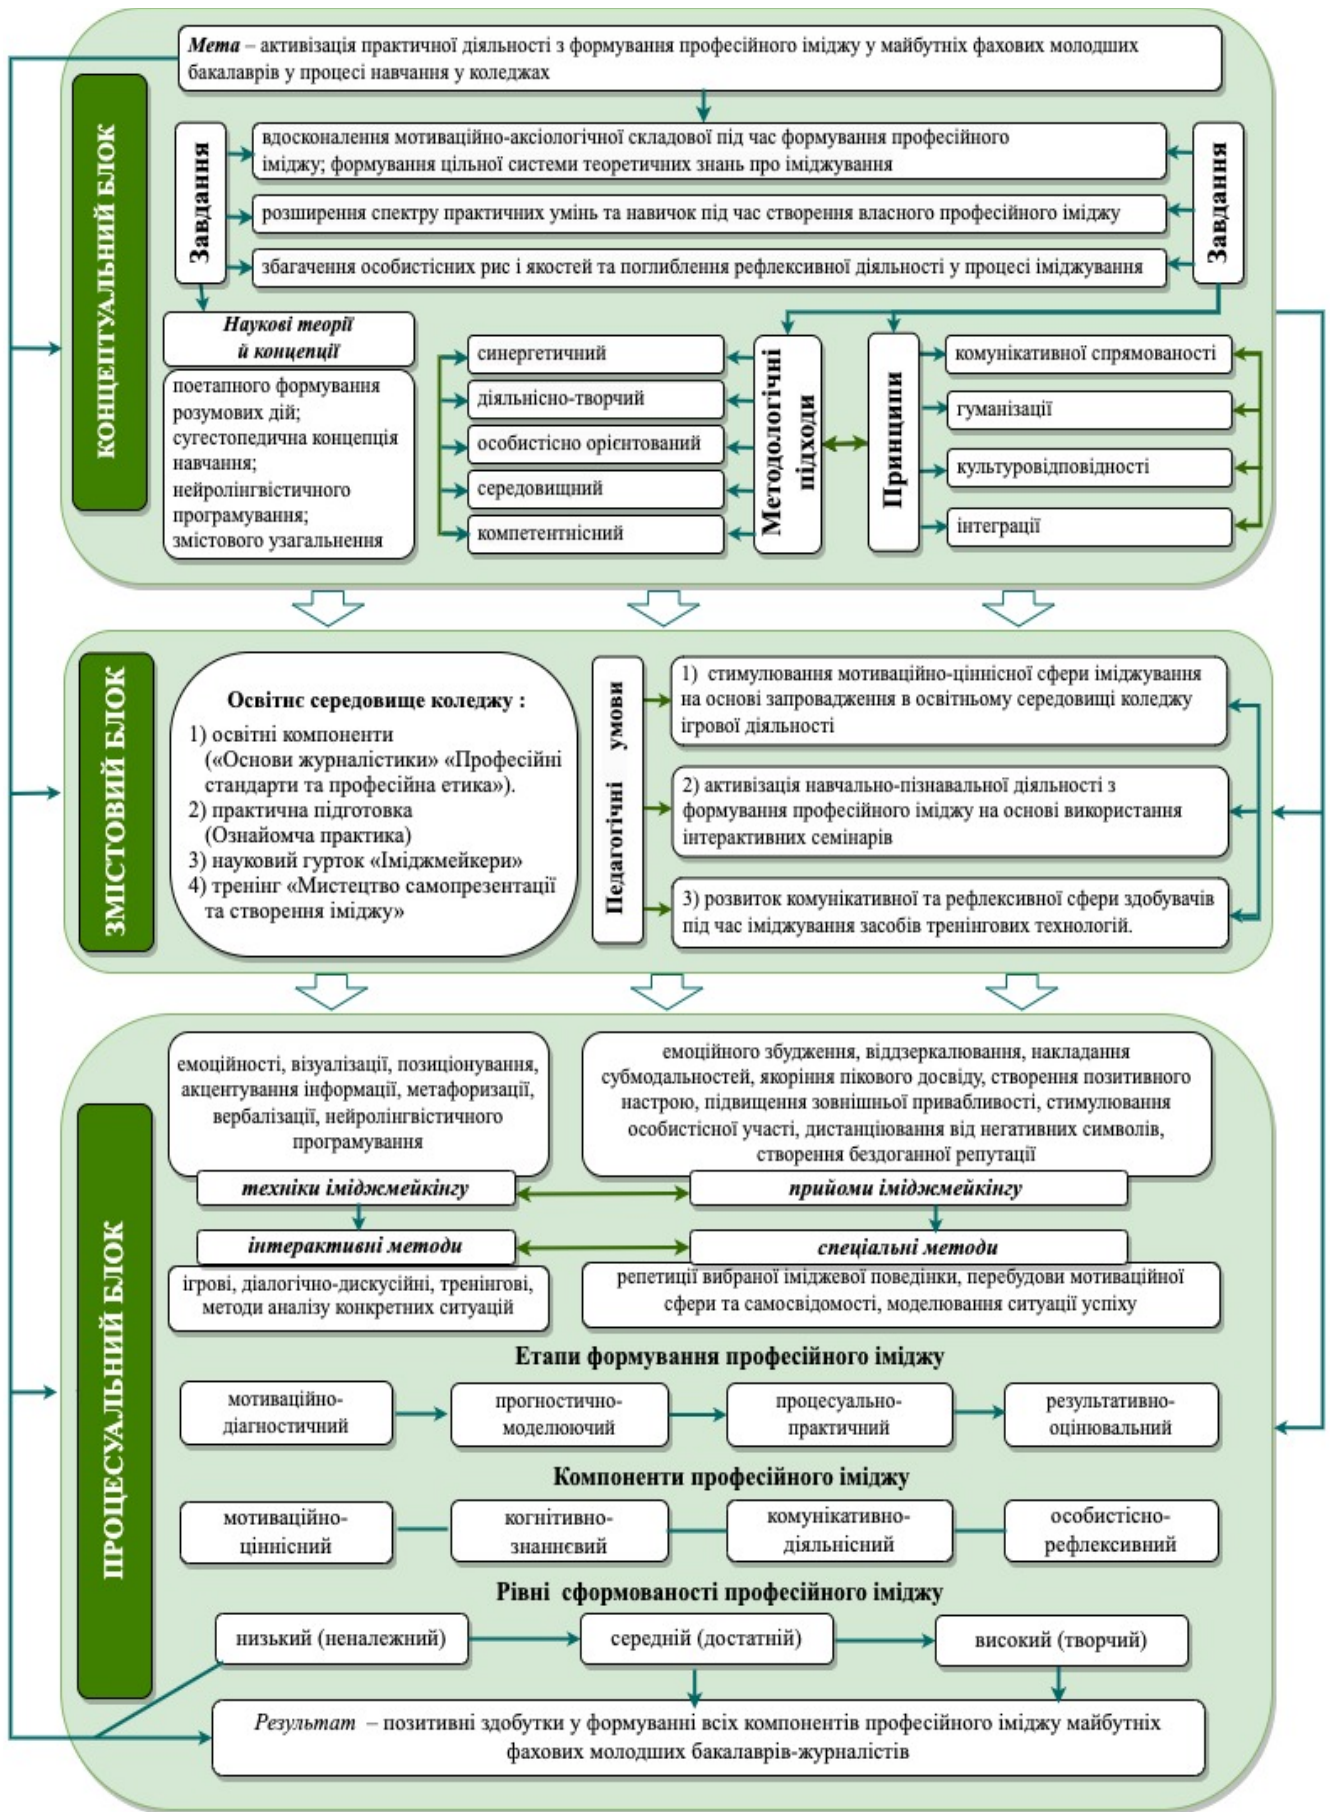 Мета – активізація практичної діяльності з формування професійного іміджу у майбутніх фахових молодших
бакалаврів у процесі навчання у коледжах
КОНЦЕПТУАЛЬНИЙ БЛОК
Завдання
вдосконалення мотиваційно-аксіологічної складової під час формування професійного
іміджу; формування цільної системи теоретичних знань про іміджування
розширення спектру практичних умінь та навичок під час створення власного професійного іміджу
збагачення особистісних рис і якостей та поглиблення рефлексивної діяльності у процесі іміджування
Завдання
Наукові теорії
й концепції
поетапного формування
розумових дій;
сугестопедична концепція
навчання;
нейролінгвістичного
програмування;
змістового узагальнення
синергетичний
діяльнісно-творчий
особистісно орієнтований
середовищний
компетентнісний
Методологічні
підходи
Принципи
комунікативної спрямованості
гуманізації
культуровідповідності
інтеграції
ЗМІСТОВИЙ БЛОК
Освітнє середовище коледжу :
1) освітні компоненти
(«Основи журналістики» «Професійні
стандарти та професійна етика»).
2) практична підготовка
(Ознайомча практика)
3) науковий гурток «Іміджмейкери»
4) тренінг «Мистецтво самопрезентації
та створення іміджу»
Педагогічні умови
1) стимулювання мотиваційно-ціннісної сфери іміджування
на основі запровадження в освітньому середовищі коледжу
ігрової діяльності
2) активізація навчально-пізнавальної діяльності з
формування професійного іміджу на основі використання
інтерактивних семінарів
3) розвиток комунікативної та рефлексивної сфери здобувачів
під час іміджування засобів тренінгових технологій.
ПРОЦЕСУАЛЬНИЙ БЛОК
емоційності, візуалізації, позиціонування,
акцентування інформації, метафоризації,
вербалізації, нейролінгвістичного
програмування
емоційного збудження, віддзеркалювання, накладання
субмодальностей, якоріння пікового досвіду, створення позитивного
настрою, підвищення зовнішньої привабливості, стимулювання
особистісної участі, дистанціювання від негативних символів,
створення бездоганної репутації
техніки іміджмейкінгу
прийоми іміджмейкінгу
інтерактивні методи
спеціальні методи
ігрові, діалогічно-дискусійні, тренінгові,
методи аналізу конкретних ситуацій
репетиції вибраної іміджевої поведінки, перебудови мотиваційної
сфери та самосвідомості, моделювання ситуації успіху
Етапи формування професійного іміджу
мотиваційно-
діагностичний
прогностично-
моделюючий
процесуально-
практичний
результативно-
оцінювальний
Компоненти професійного іміджу
мотиваційно-
ціннісний
когнітивно-
знаннєвий
комунікативно-
діяльнісний
особистісно-
рефлексивний
Рівні сформованості професійного іміджу
низький (неналежний)
середній (достатній)
високий (творчий)
Результат – позитивні здобутки у формуванні всіх компонентів професійного іміджу майбутніх
фахових молодших бакалаврів-журналістів